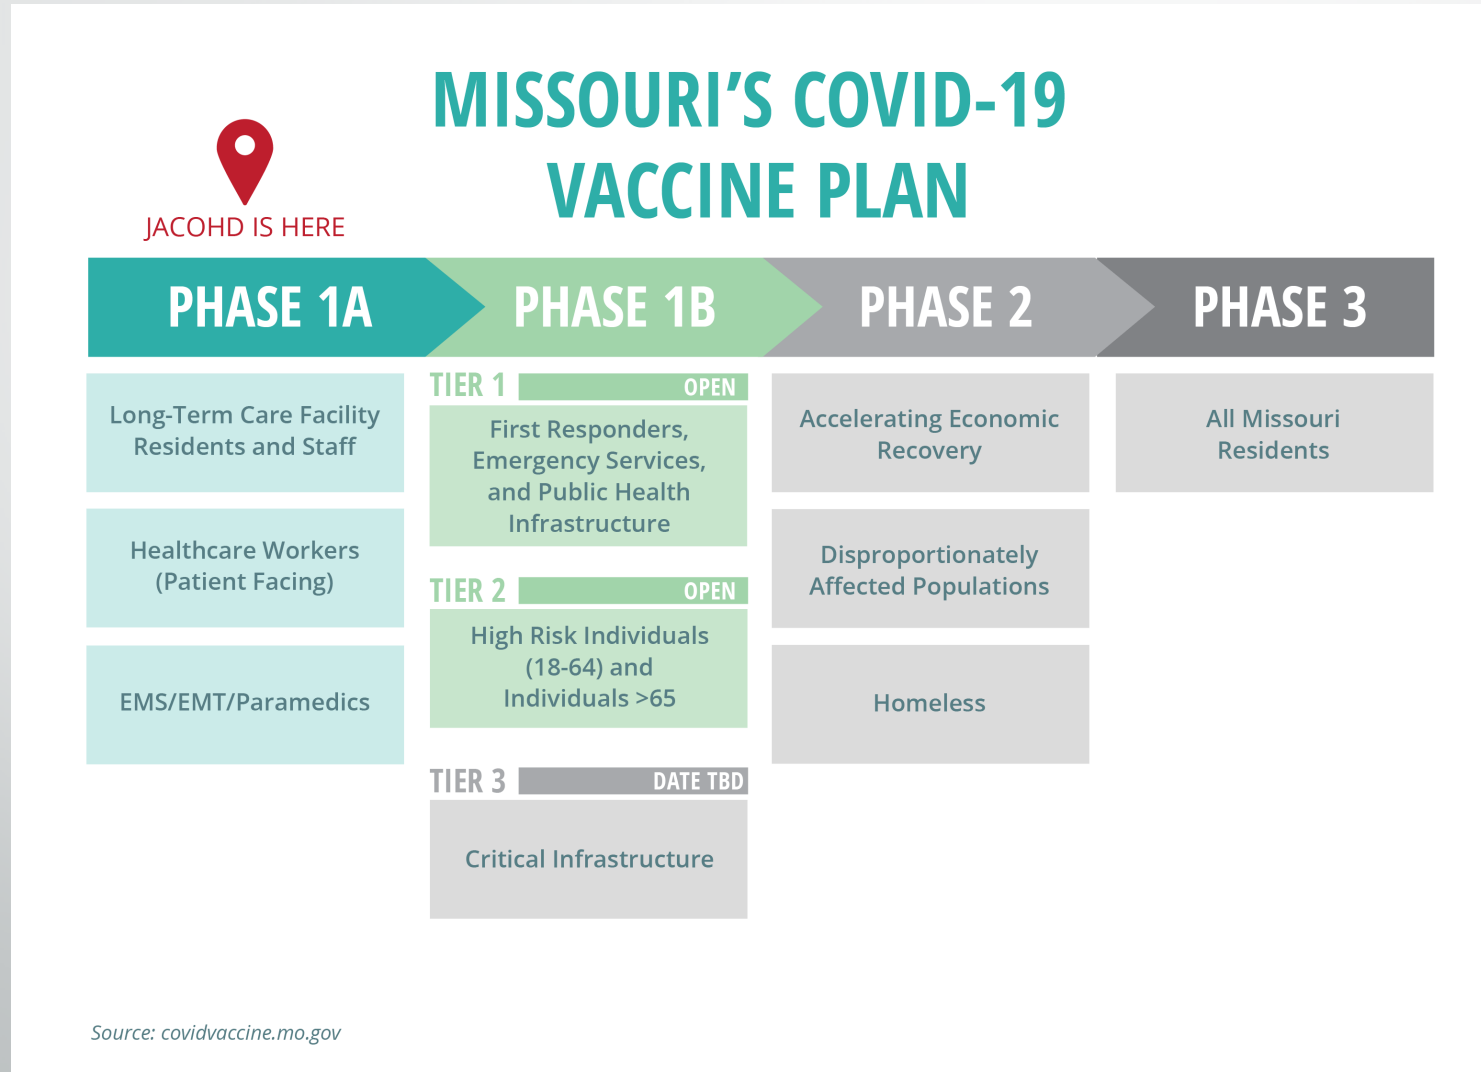 MISSOURI'S COVID-19
VACCINE PLAN
JACOHD IS HERE
PHASE 1A
PHASE 1B
PHASE 2
PHASE 3
Long-Term Care Facility
Residents and Staff
Healthcare Workers
(Patient Facing)
EMS/EMT/Paramedics
TIER 1
OPEN
First Responders,
Emergency Services,
and Public Health
Infrastructure
TIER 2
OPEN
High Risk Individuals
(18-64) and
Individuals >65
TIER 3
DATE TBD
Critical Infrastructure
Accelerating Economic
Recovery
Disproportionately
Affected Populations
Homeless
All Missouri
Residents
Source: covidvaccine.mo.gov